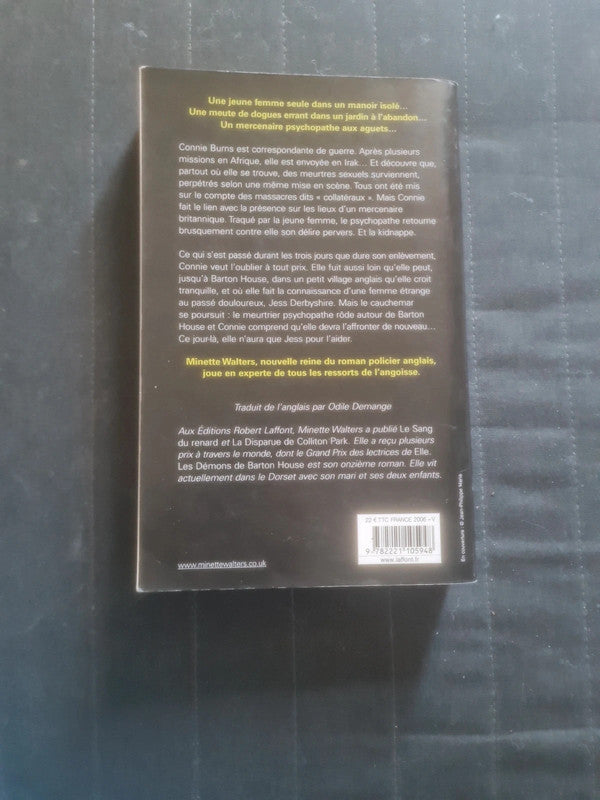 Une jeune femme seule dans un manoir isolé...
Une meute de dogues errant dans un jardin à l'abandon...
Un mercenaire psychopathe aux aguets...
Connie Burns est correspondante de guerre. Après plusieurs
missions en Afrique, elle est envoyée en Irak... Et découvre que,
partout où elle se trouve, des meurtres sexuels surviennent,
perpétrés selon une même mise en scène. Tous ont été mis
sur le compte des massacres dits « collatéraux ». Mais Connie
fait le lien avec la présence sur les lieux d'un mercenaire
britannique. Traqué par la jeune femme, le psychopathe retourne
brusquement contre elle son délire pervers. Et la kidnappe.
Ce qui s'est passé durant les trois jours que dure son enlèvement,
Connie veut l'oublier à tout prix. Elle fuit aussi loin qu'elle peut,
jusqu'à Barton House, dans un petit village anglais qu'elle croit
tranquille, et où elle fait la connaissance d'une femme étrange
au passé douloureux, Jess Derbyshire. Mais le cauchemar
se poursuit : le meurtrier psychopathe rôde autour de Barton
House et Connie comprend qu'elle devra l'affronter de nouveau...
Ce jour-là, elle n'aura que Jess pour l'aider.
Minette Walters, nouvelle reine du roman policier anglais,
joue en experte de tous les ressorts de l'angoisse.
Traduit de l'anglais par Odile Demange
Aux Éditions Robert Laffont, Minette Walters a publié Le Sang
du renard et La Disparue de Colliton Park. Elle a reçu plusieurs
prix à travers le monde, dont le Grand Prix des lectrices de Elle.
Les Démons de Barton House est son onzième roman. Elle vit
actuellement dans le Dorset avec son mari et ses deux enfants.
22 € TTC FRANCE 2006 -V
9 782221 105948
www.laffont.fr
www.minettewalters.co.uk
En couverture : © Jean-Philippe Marie